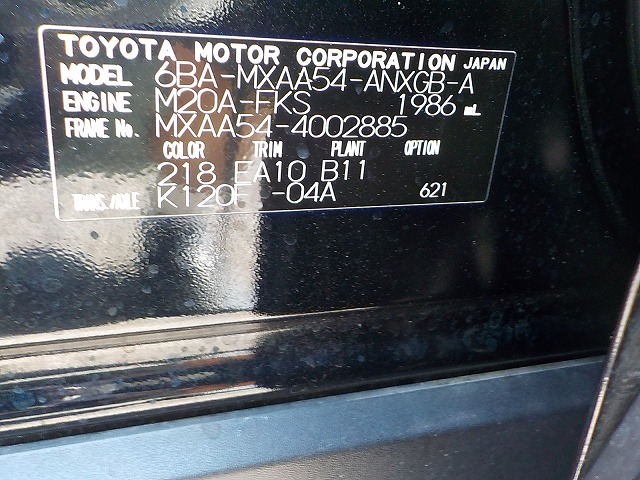 TOYOTA MOTOR CORPORATION JAPAN
MODEL 6BA-MXAA54-ANXGB-A
ENGINE M20A-FKS 1986 mL
FRAME No. MXAA54-4002885
COLOR TRIM PLANT OPTION
218 EA10 B11
TRANS./AXLE K120F -04A 621